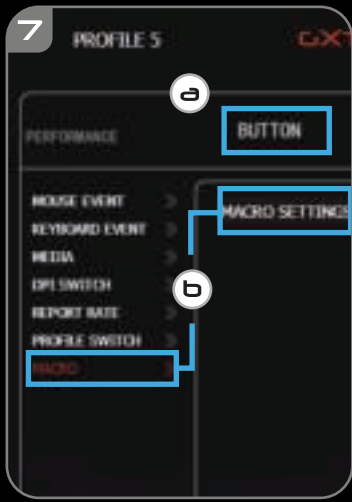 7
PROFILE 5
GXT
a
PERFORMANCE
BUTTON
MOUSE EVENT
KEYBOARD EVENT
MEDIA
DPI SWITCH
REPORT RATE
PROFILE SWITCH
MACRO
MACRO SETTINGS
b